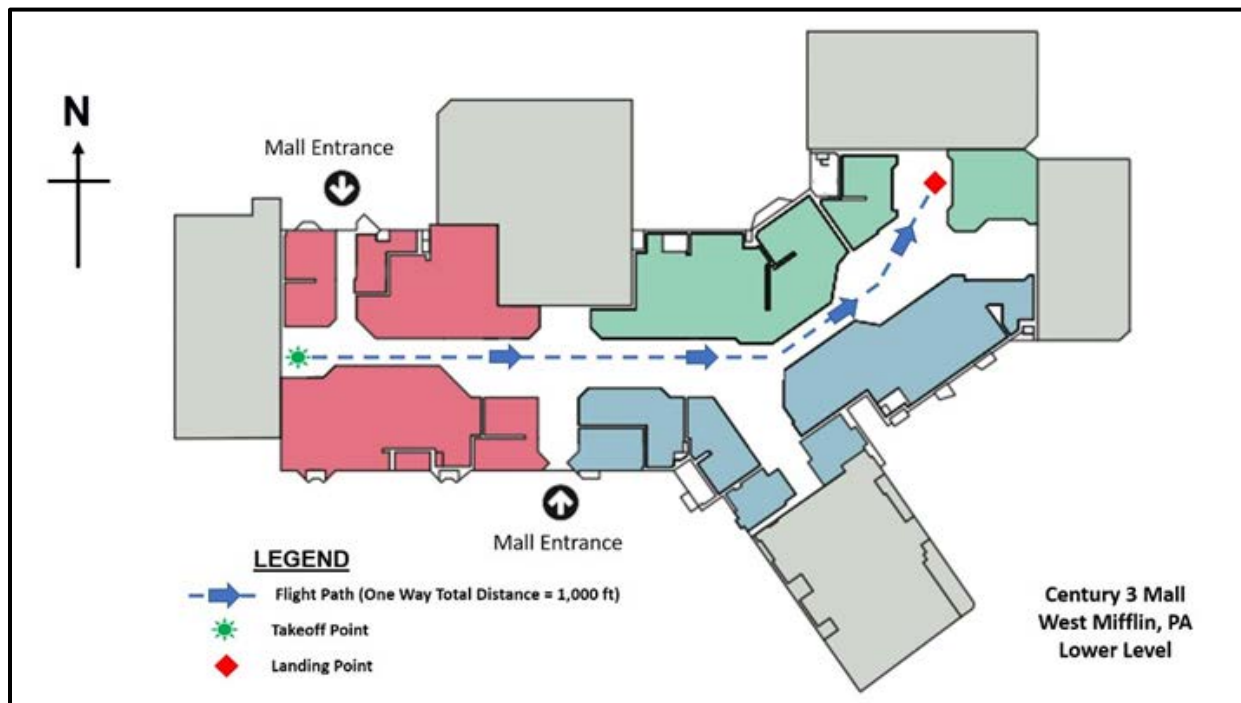 N
Mall Entrance
Mall Entrance
LEGEND
Flight Path (One Way Total Distance = 1,000 ft)
Takeoff Point
Landing Point
Century 3 Mall
West Mifflin, PA
Lower Level